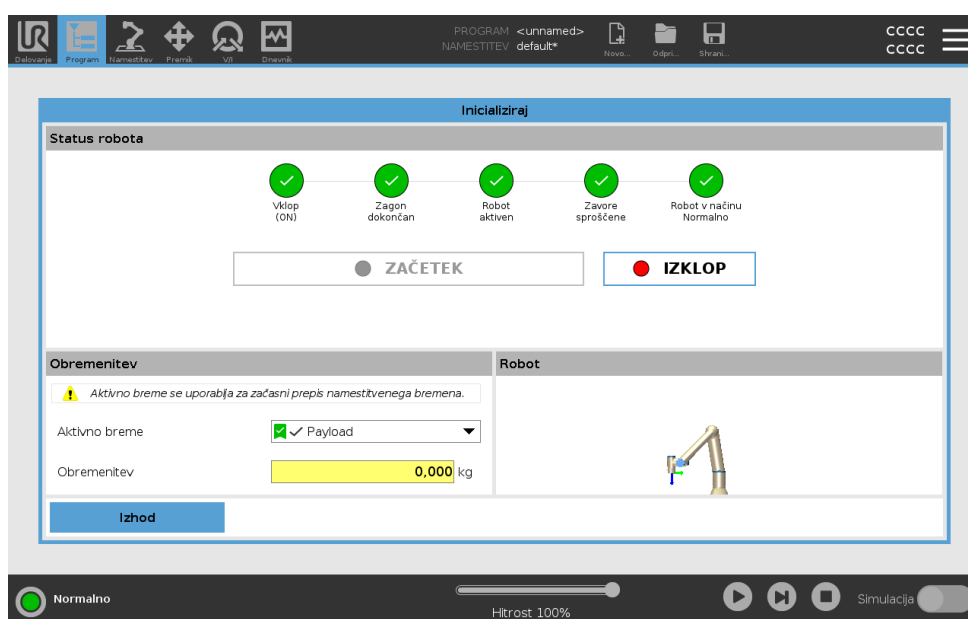 PROGRAM <unnamed>
NAMESTITEV default*
CCCC
CCCC
Delovanje
Program
Namestitev
Premik
V/I
Dnevnik
Novo...
Odpri...
Shrani...
Inicializiraj
Status robota
Vklop
(ON)
Zagon
dokončan
Robot
aktiven
Zavore
sproščene
Robot v načinu
Normalno
ZAČETEK
IZKLOP
Obremenitev
Robot
Aktivno breme se uporablja za začasni prepis namestitvenega bremena.
Aktivno breme
Payload
Obremenitev
0,000 kg
Izhod
Normalno
Hitrost 100%
Simulacija